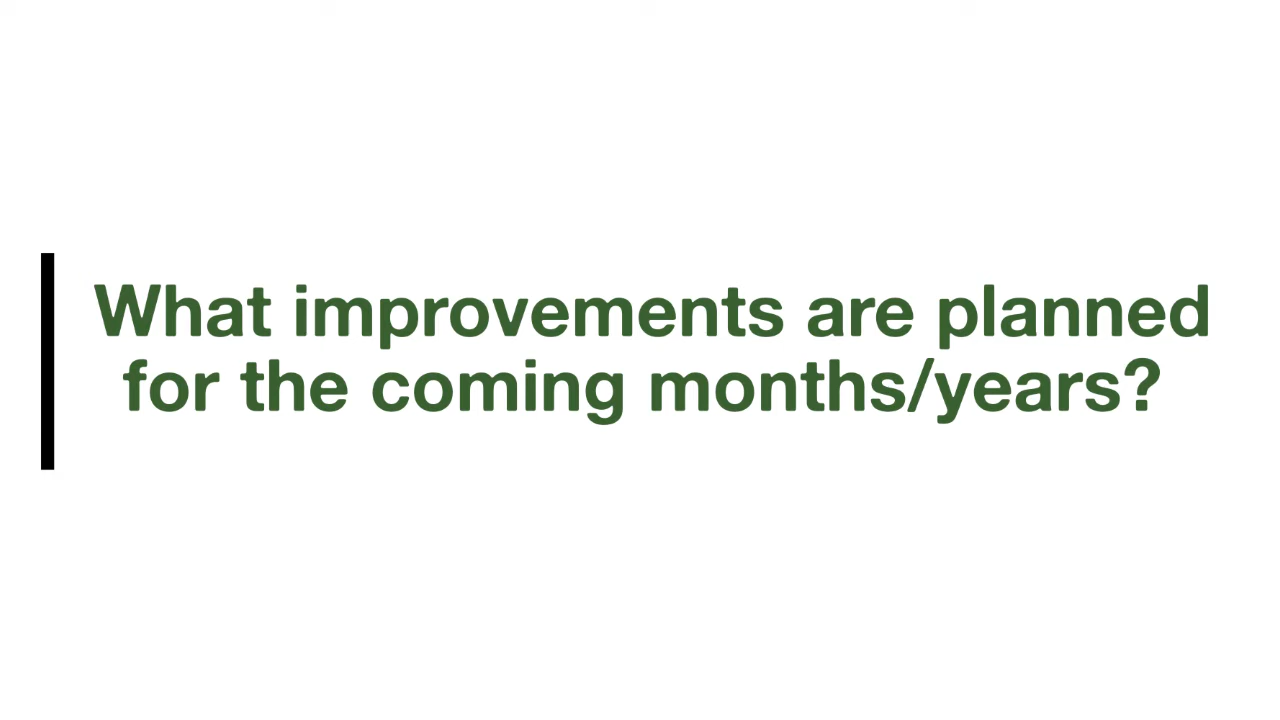 What improvements are planned
for the coming months/years?